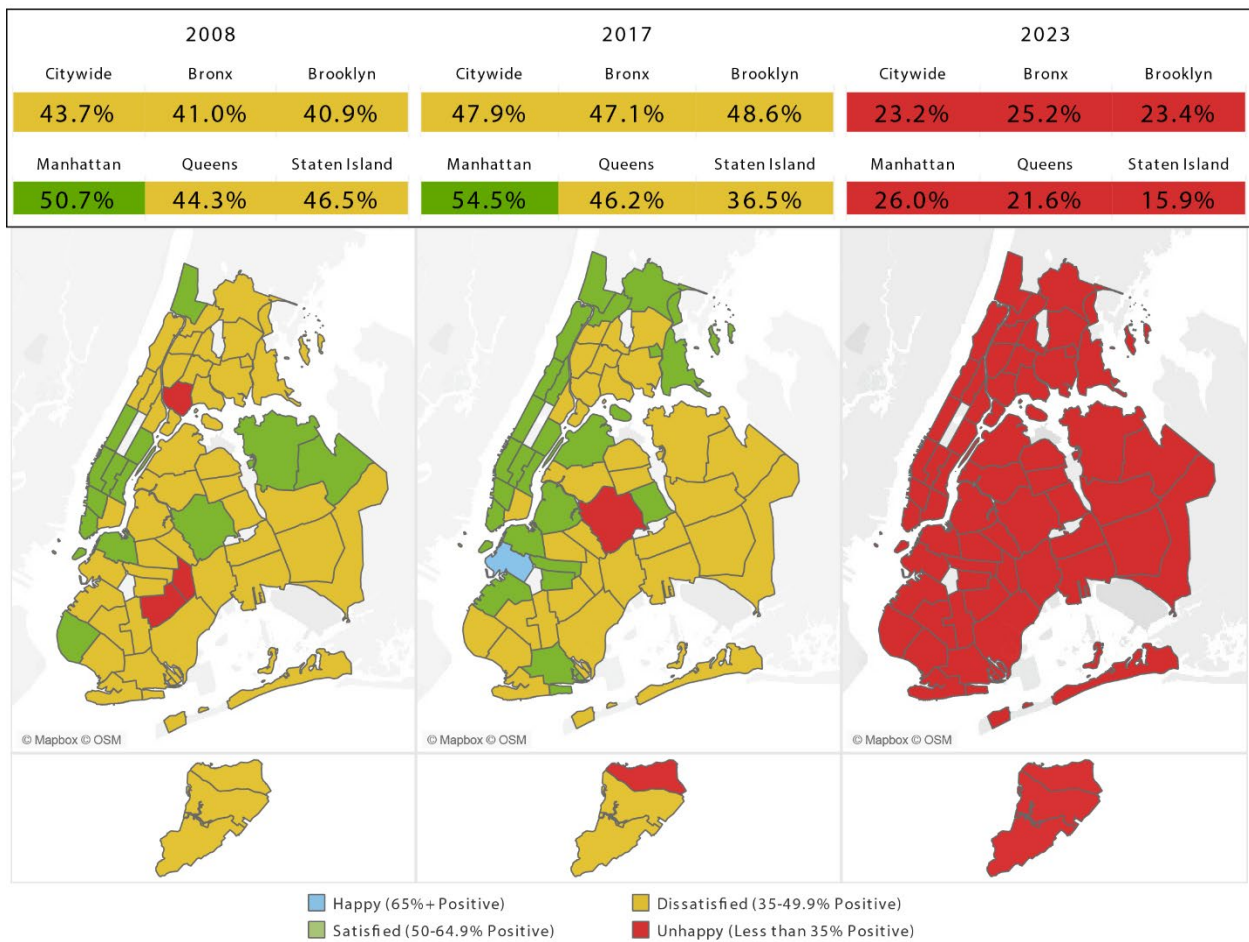 2008 2017 2023
Citywide Bronx Brooklyn Citywide Bronx Brooklyn Citywide Bronx Brooklyn
43.7% 41.0% 40.9% 47.9% 47.1% 48.6% 23.2% 25.2% 23.4%
Manhattan Queens Staten Island Manhattan Queens Staten Island Manhattan Queens Staten Island
50.7% 44.3% 46.5% 54.5% 46.2% 36.5% 26.0% 21.6% 15.9%
© Mapbox © OSM © Mapbox © OSM © Mapbox © OSM
Happy (65%+ Positive) Dissatisfied (35-49.9% Positive)
Satisfied (50-64.9% Positive) Unhappy (Less than 35% Positive)